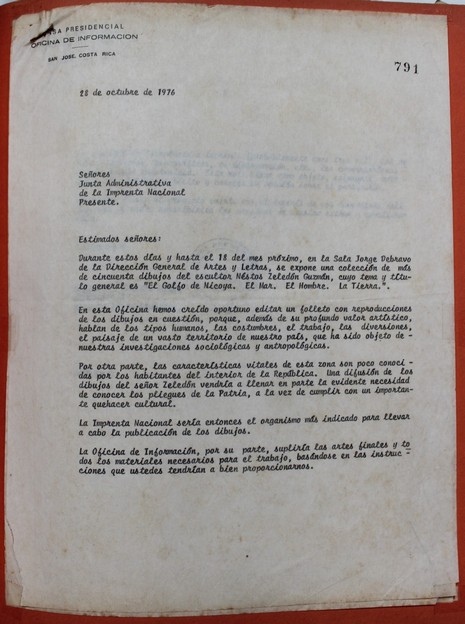 CASA PRESIDENCIAL
OFICINA DE INFORMACION
SAN JOSE, COSTA RICA
791
28 de octubre de 1976
Señores
Junta Administrativa
de la Imprenta Nacional
Presente.
Estimados señores:
Durante estos días y hasta el 18 del mes próximo, en la Sala Jorge Debravo
de la Dirección General de Artes y Letras, se expone una colección de más
de cincuenta dibujos del escultor Néstos Zeledón Guzmán, cuyo tema y títu-
lo general es "El Golfo de Nicoya. El Mar. El Hombre. La Tierra.".
En esta Oficina hemos creído oportuno editar un folleto con reproducciones
de los dibujos en cuestión, porque, además de su profundo valor artístico,
hablan de los tipos humanos, las costumbres, el trabajo, las diversiones,
el paisaje de un vasto territorio de nuestro país, que ha sido objeto de -
nuestras investigaciones sociológicas y antropológicas.
Por otra parte, las características vitales de esta zona son poco conoci-
das por los habitantes del interior de la República. Una difusión de los
dibujos del señor Zeledón vendría a llenar en parte la evidente necesidad
de conocer los pliegues de la Patria, a la vez de cumplir con un importan-
te quehacer cultural.
La Imprenta Nacional sería entonces el organismo más indicado para llevar
a cabo la publicación de los dibujos.
La Oficina de Información, por su parte, supliría las artes finales y to
dos los materiales necesarios para el trabajo, basándose en las instruc -
ciones que ustedes tendrían a bien proporcionarnos.